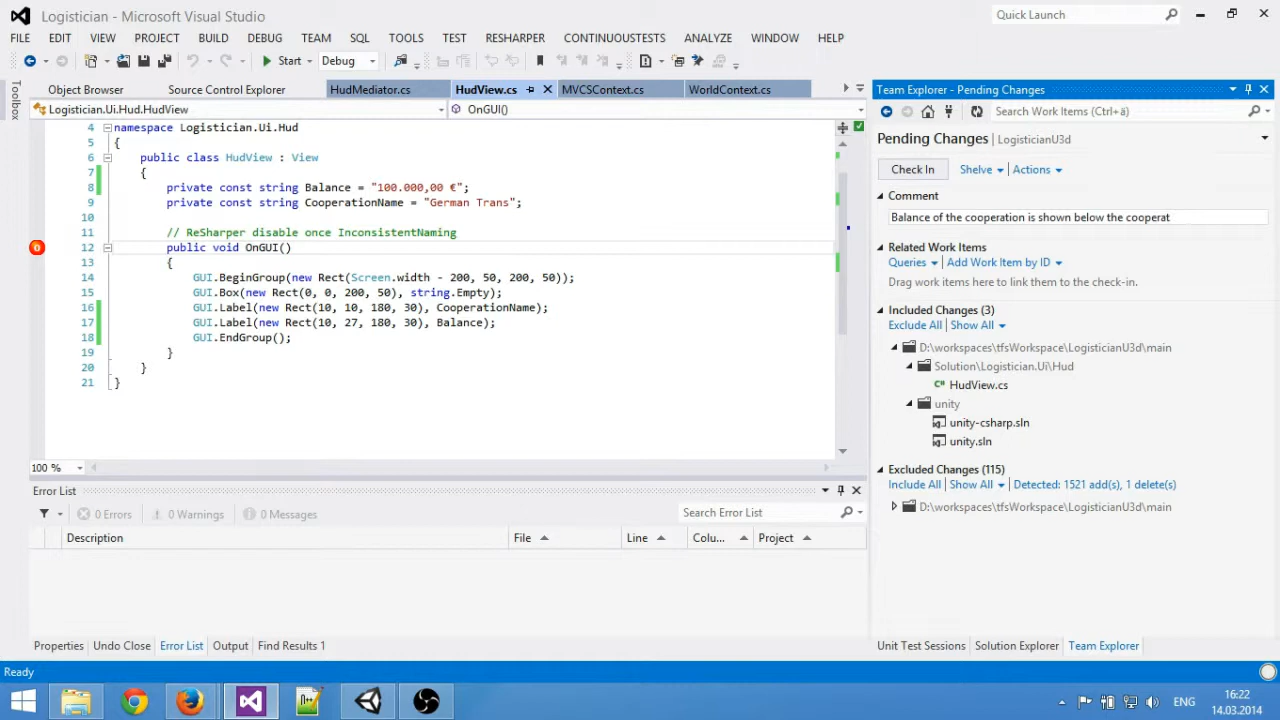 Logistician - Microsoft Visual Studio
Quick Launch
FILE EDIT VIEW PROJECT BUILD DEBUG TEAM SQL TOOLS TEST RESHARPER CONTINUOUSTESTS ANALYZE WINDOW HELP
Start Debug
Toolbox
Object Browser Source Control Explorer HudMediator.cs HudView.cs MVCSContext.cs WorldContext.cs
Logistician.Ui.Hud.HudView OnGUI()
4 namespace Logistician.Ui.Hud
5 {
6 public class HudView : View
7 {
8 private const string Balance = "100.000,00 €";
9 private const string CooperationName = "German Trans";
10
11 // ReSharper disable once InconsistentNaming
12 public void OnGUI()
13 {
14 GUI.BeginGroup(new Rect(Screen.width - 200, 50, 200, 50));
15 GUI.Box(new Rect(0, 0, 200, 50), string.Empty);
16 GUI.Label(new Rect(10, 10, 180, 30), CooperationName);
17 GUI.Label(new Rect(10, 27, 180, 30), Balance);
18 GUI.EndGroup();
19 }
20 }
21 }
100 %
Error List
0 Errors 0 Warnings 0 Messages
Search Error List
Description File Line Colu... Project
Properties Undo Close Error List Output Find Results 1
Team Explorer - Pending Changes
Search Work Items (Ctrl+ä)
Pending Changes | LogisticianU3d
Check In Shelve Actions
Comment
Balance of the cooperation is shown below the cooperat
Related Work Items
Queries Add Work Item by ID
Drag work items here to link them to the check-in.
Included Changes (3)
Exclude All Show All
D:\workspaces\tfsWorkspace\LogisticianU3d\main
Solution\Logistician.Ui\Hud
C# HudView.cs
unity
unity-csharp.sln
unity.sln
Excluded Changes (115)
Include All Show All Detected: 1521 add(s), 1 delete(s)
D:\workspaces\tfsWorkspace\LogisticianU3d\main
Unit Test Sessions Solution Explorer Team Explorer
Ready
ENG
16:22
14.03.2014